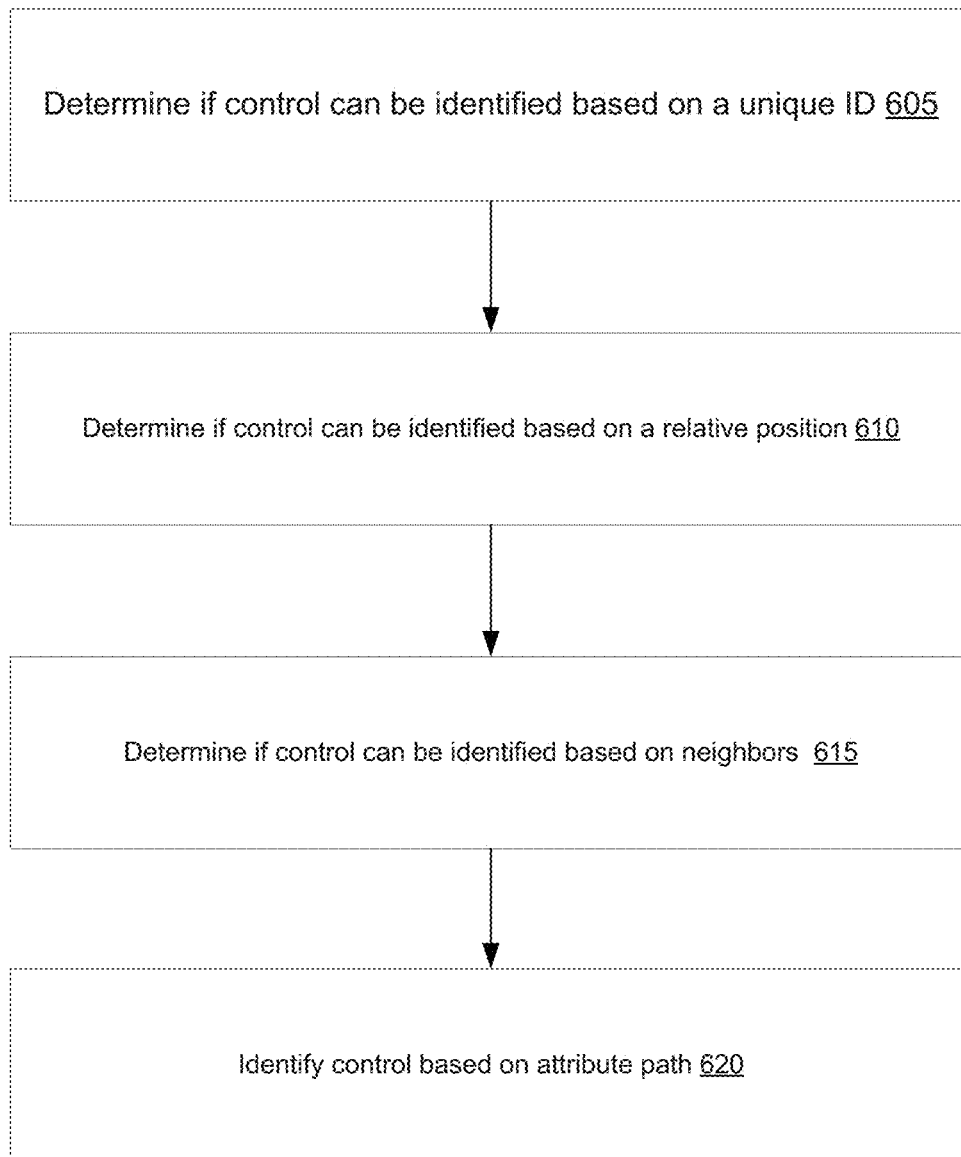 Determine if control can be identified based on a unique ID 605
Determine if control can be identified based on a relative position 610
Determine if control can be identified based on neighbors 615
Identify control based on attribute path 620